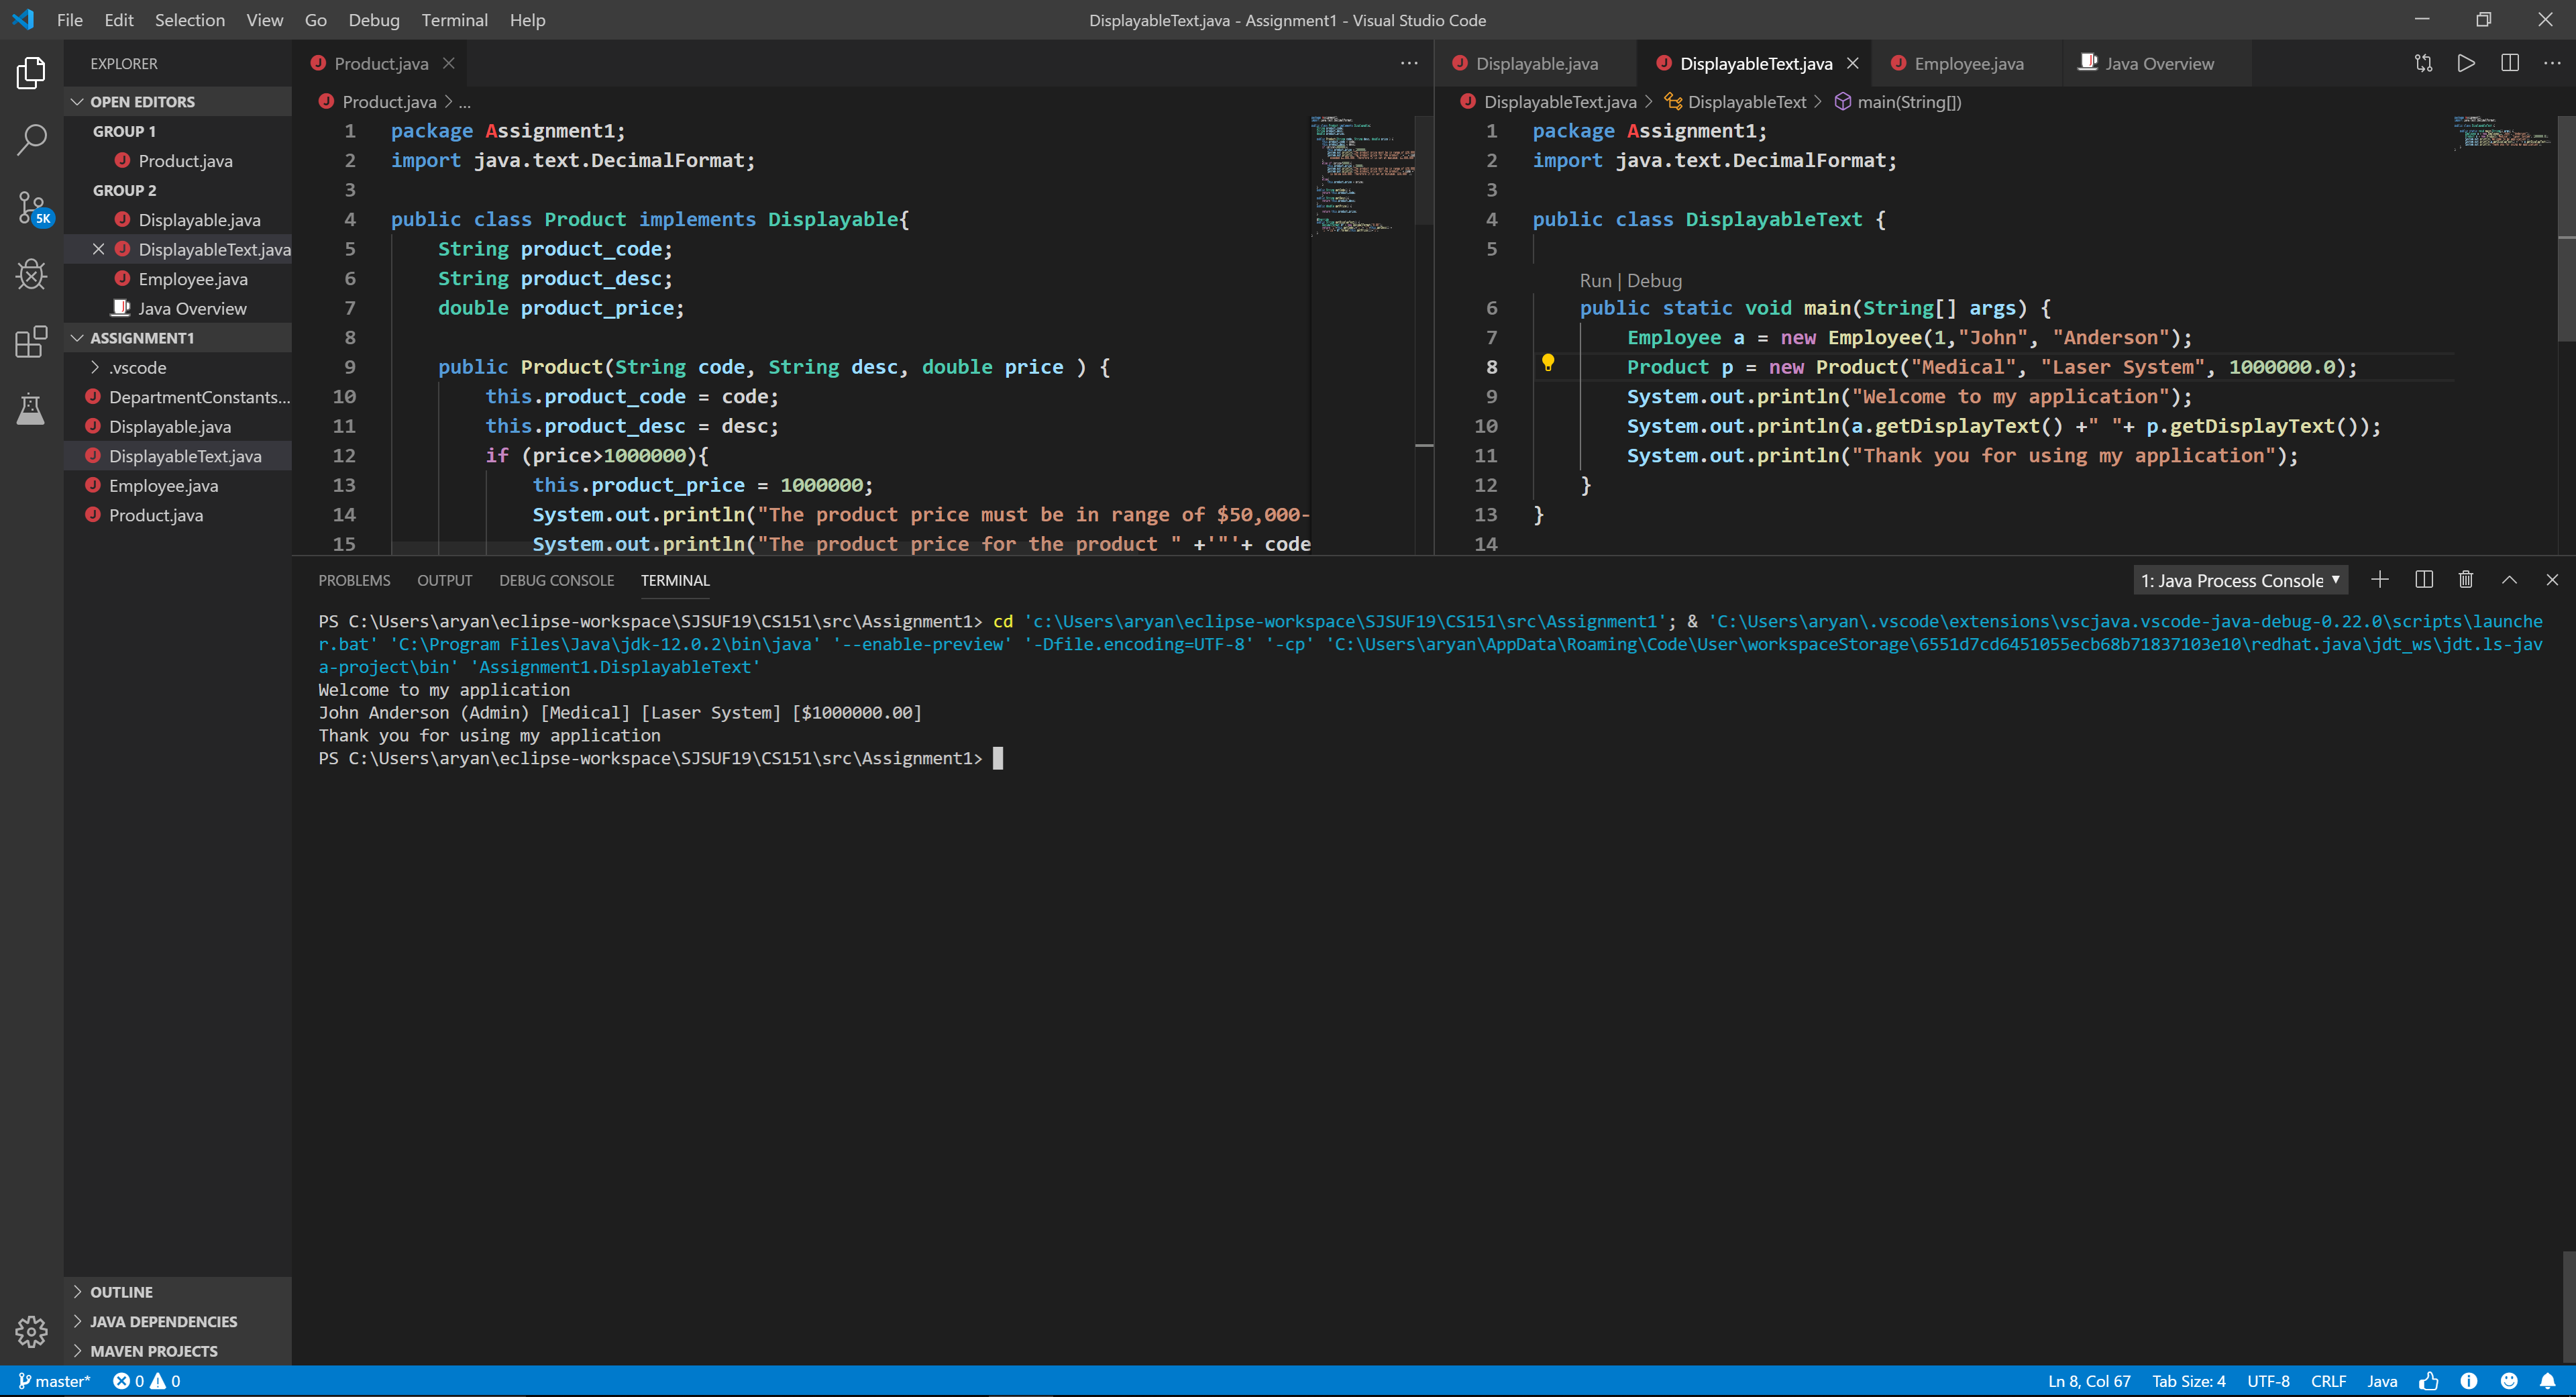 File Edit Selection View Go Debug Terminal Help
DisplayableText.java - Assignment1 - Visual Studio Code
EXPLORER
OPEN EDITORS
GROUP 1
Product.java
GROUP 2
Displayable.java
DisplayableText.java
Employee.java
Java Overview
ASSIGNMENT1
.vscode
DepartmentConstants...
Displayable.java
DisplayableText.java
Employee.java
Product.java
OUTLINE
JAVA DEPENDENCIES
MAVEN PROJECTS
5K
Product.java
Product.java > ...
1 package Assignment1;
2 import java.text.DecimalFormat;
3
4 public class Product implements Displayable{
5 String product_code;
6 String product_desc;
7 double product_price;
8
9 public Product(String code, String desc, double price ) {
10 this.product_code = code;
11 this.product_desc = desc;
12 if (price>1000000){
13 this.product_price = 1000000;
14 System.out.println("The product price must be in range of $50,000-
15 System.out.println("The product price for the product " +'"'+ code
Displayable.java DisplayableText.java Employee.java Java Overview
DisplayableText.java > DisplayableText > main(String[])
1 package Assignment1;
2 import java.text.DecimalFormat;
3
4 public class DisplayableText {
5
Run | Debug
6 public static void main(String[] args) {
7 Employee a = new Employee(1,"John", "Anderson");
8 Product p = new Product("Medical", "Laser System", 1000000.0);
9 System.out.println("Welcome to my application");
10 System.out.println(a.getDisplayText() +" "+ p.getDisplayText());
11 System.out.println("Thank you for using my application");
12 }
13 }
14
PROBLEMS OUTPUT DEBUG CONSOLE TERMINAL
1: Java Process Console
PS C:\Users\aryan\eclipse-workspace\SJSUF19\CS151\src\Assignment1> cd 'c:\Users\aryan\eclipse-workspace\SJSUF19\CS151\src\Assignment1'; & 'C:\Users\aryan\.vscode\extensions\vscjava.vscode-java-debug-0.22.0\scripts\launche
r.bat' 'C:\Program Files\Java\jdk-12.0.2\bin\java' '--enable-preview' '-Dfile.encoding=UTF-8' '-cp' 'C:\Users\aryan\AppData\Roaming\Code\User\workspaceStorage\6551d7cd6451055ecb68b71837103e10\redhat.java\jdt_ws\jdt.ls-jav
a-project\bin' 'Assignment1.DisplayableText'
Welcome to my application
John Anderson (Admin) [Medical] [Laser System] [$1000000.00]
Thank you for using my application
PS C:\Users\aryan\eclipse-workspace\SJSUF19\CS151\src\Assignment1>
master* 0 0
Ln 8, Col 67 Tab Size: 4 UTF-8 CRLF Java